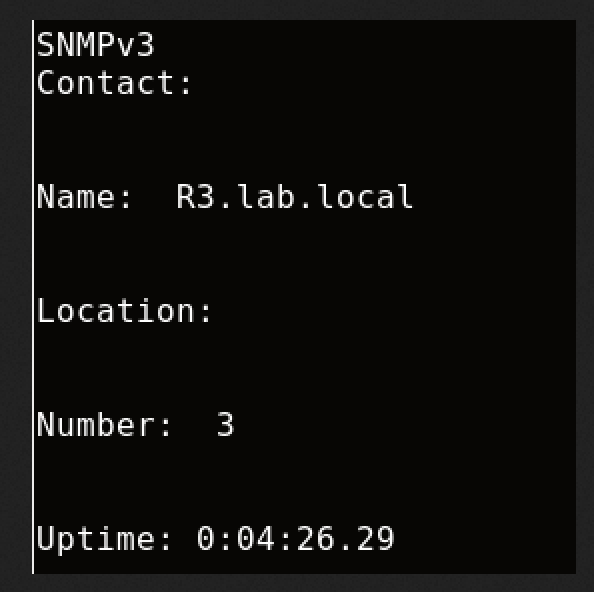 SNMPv3
Contact:
Name:  R3.lab.local
Location:
Number:  3
Uptime: 0:04:26.29